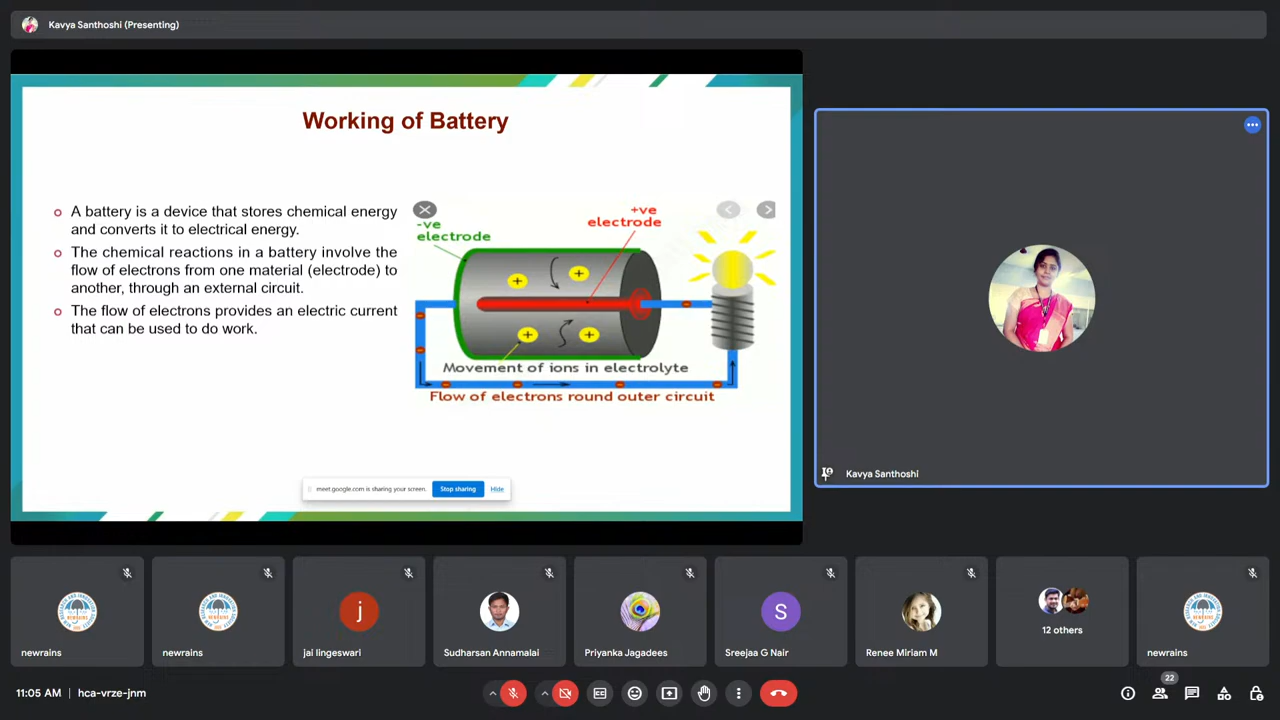 Kavya Santhoshi (Presenting)
Working of Battery
A battery is a device that stores chemical energy
and converts it to electrical energy.
The chemical reactions in a battery involve the
flow of electrons from one material (electrode) to
another, through an external circuit.
The flow of electrons provides an electric current
that can be used to do work.
-ve
electrode
+ve
electrode
Movement of ions in electrolyte
Flow of electrons round outer circuit
meet.google.com is sharing your screen.
Stop sharing
Hide
Kavya Santhoshi
newrains
newrains
j
jai lingeswari
Sudharsan Annamalai
Priyanka Jagadees
S
Sreejaa G Nair
Renee Miriam M
12 others
newrains
11:05 AM | hca-vrze-jnm
22